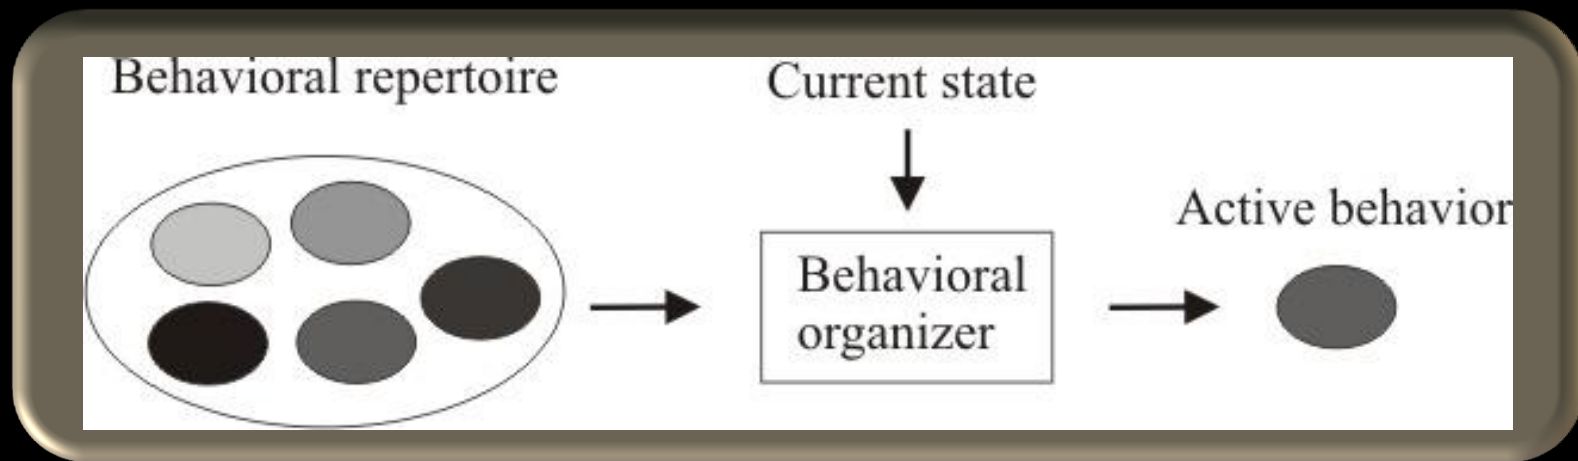 Behavioral repertoire
Current state
Active behavior
Behavioral
organizer